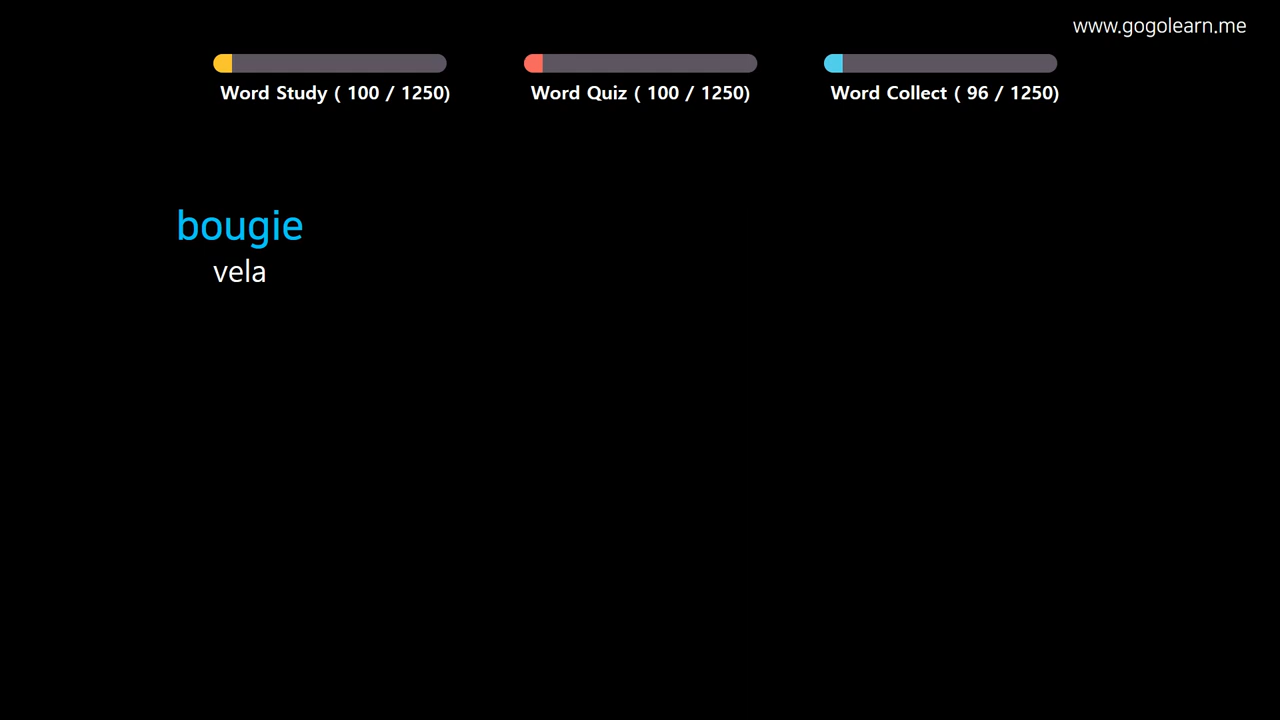 www.gogolearn.me
Word Study ( 100 / 1250)
Word Quiz ( 100 / 1250)
Word Collect ( 96 / 1250)
bougie
vela